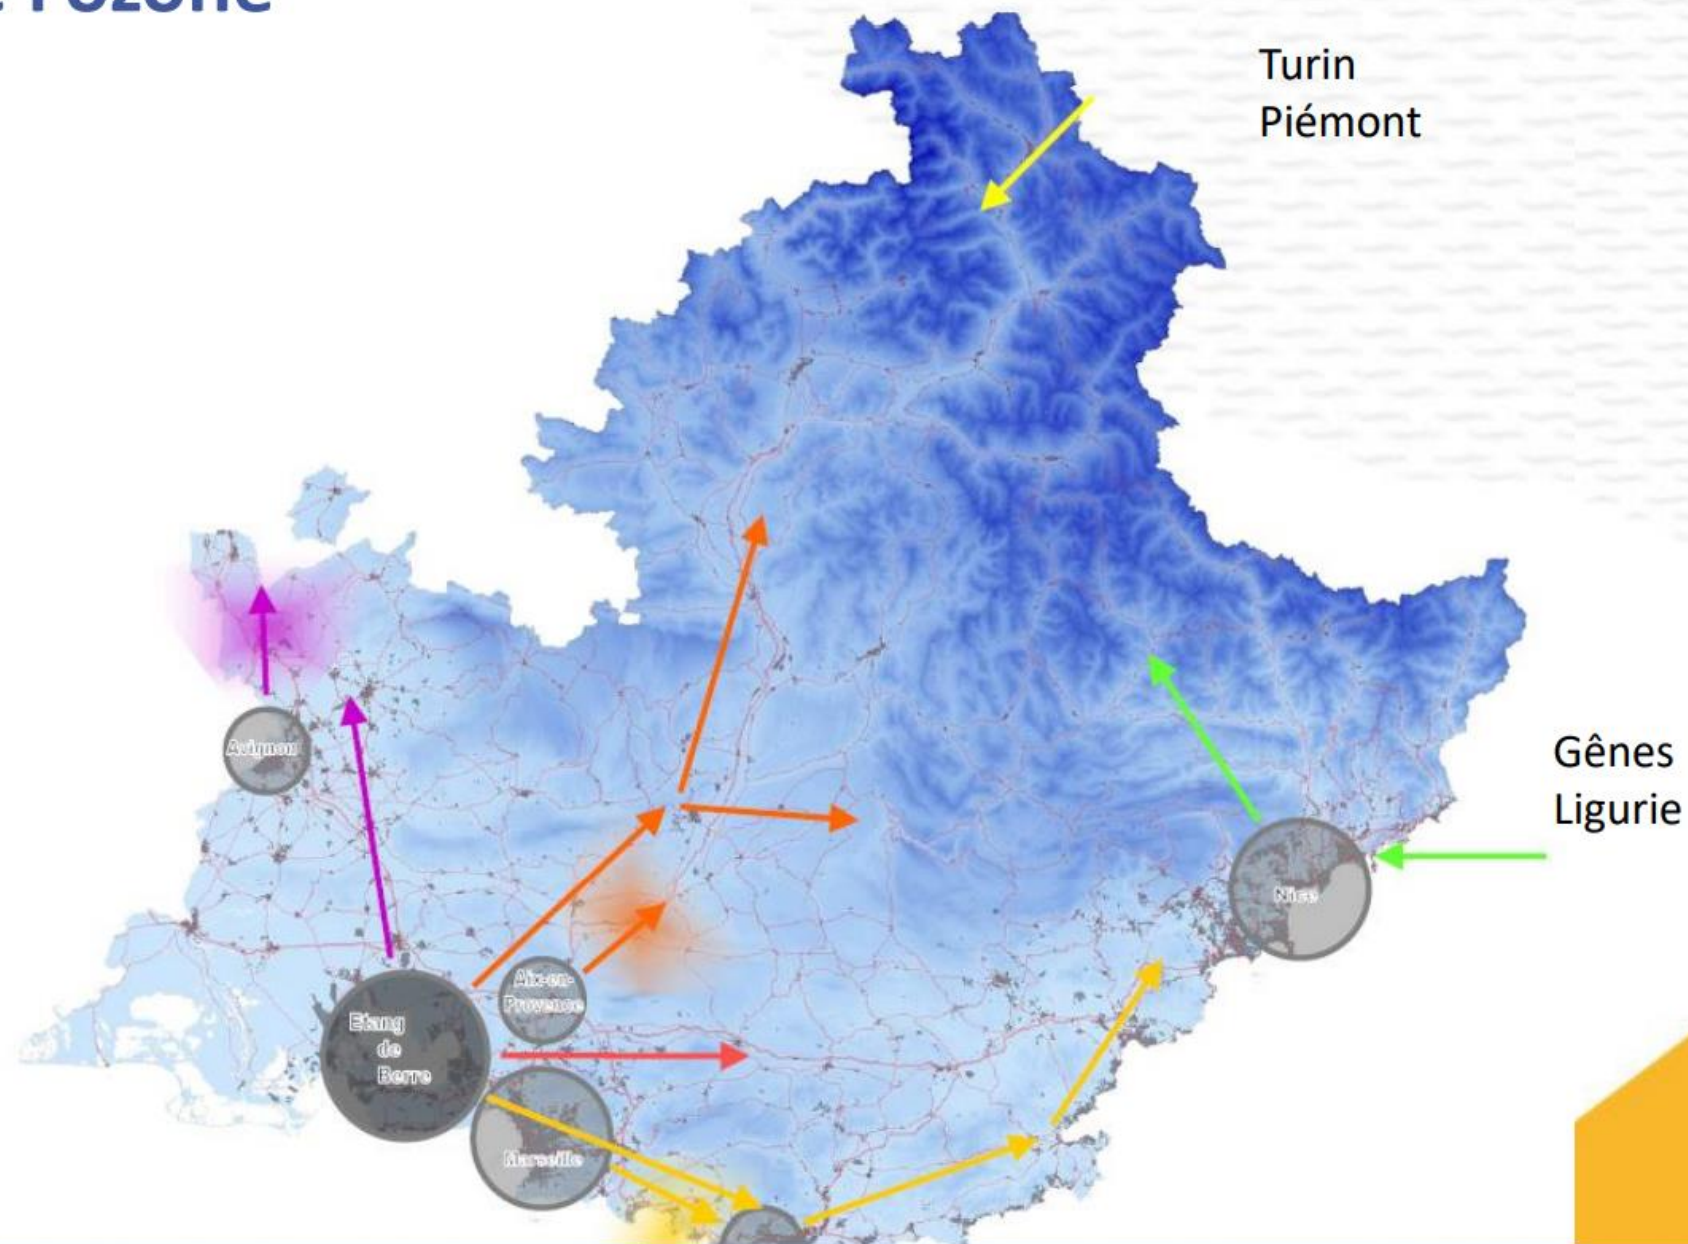 l'ozone
Turin
Piémont
Avignon
Gênes
Ligurie
Nice
Aix-en-
Provence
Etang
de
Berre
Marseille